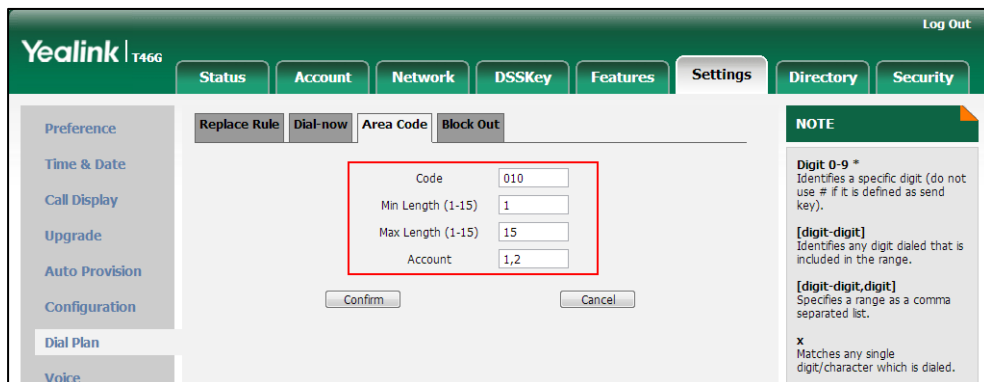 Log Out
Yealink | T46G
Status Account Network DSSKey Features Settings Directory Security
Preference
Time & Date
Call Display
Upgrade
Auto Provision
Configuration
Dial Plan
Voice
Replace Rule Dial-now Area Code Block Out
Code 010
Min Length (1-15) 1
Max Length (1-15) 15
Account 1,2
Confirm Cancel
NOTE
Digit 0-9 *
Identifies a specific digit (do not
use # if it is defined as send
key).
[digit-digit]
Identifies any digit dialed that is
included in the range.
[digit-digit,digit]
Specifies a range as a comma
separated list.
x
Matches any single
digit/character which is dialed.